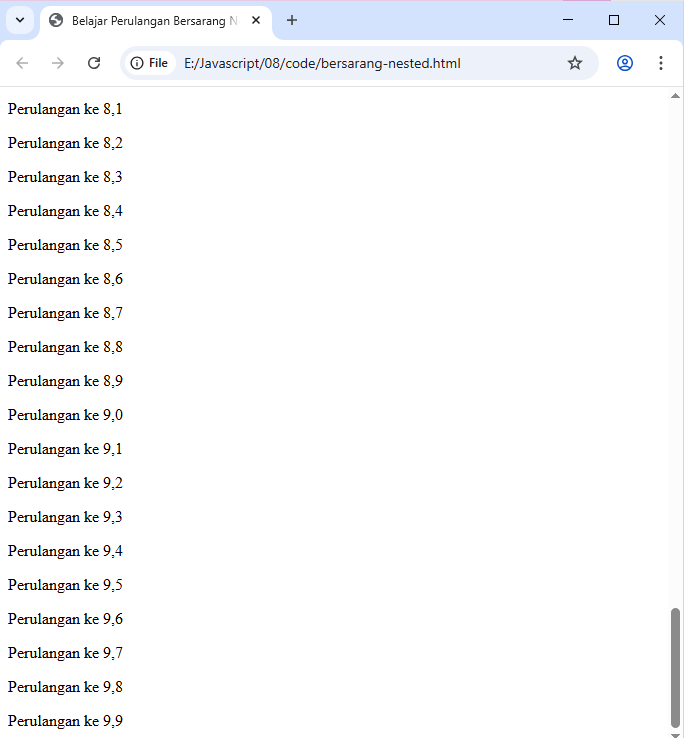 Belajar Perulangan Bersarang N
File
E:/Javascript/08/code/bersarang-nested.html
Perulangan ke 8,1
Perulangan ke 8,2
Perulangan ke 8,3
Perulangan ke 8,4
Perulangan ke 8,5
Perulangan ke 8,6
Perulangan ke 8,7
Perulangan ke 8,8
Perulangan ke 8,9
Perulangan ke 9,0
Perulangan ke 9,1
Perulangan ke 9,2
Perulangan ke 9,3
Perulangan ke 9,4
Perulangan ke 9,5
Perulangan ke 9,6
Perulangan ke 9,7
Perulangan ke 9,8
Perulangan ke 9,9